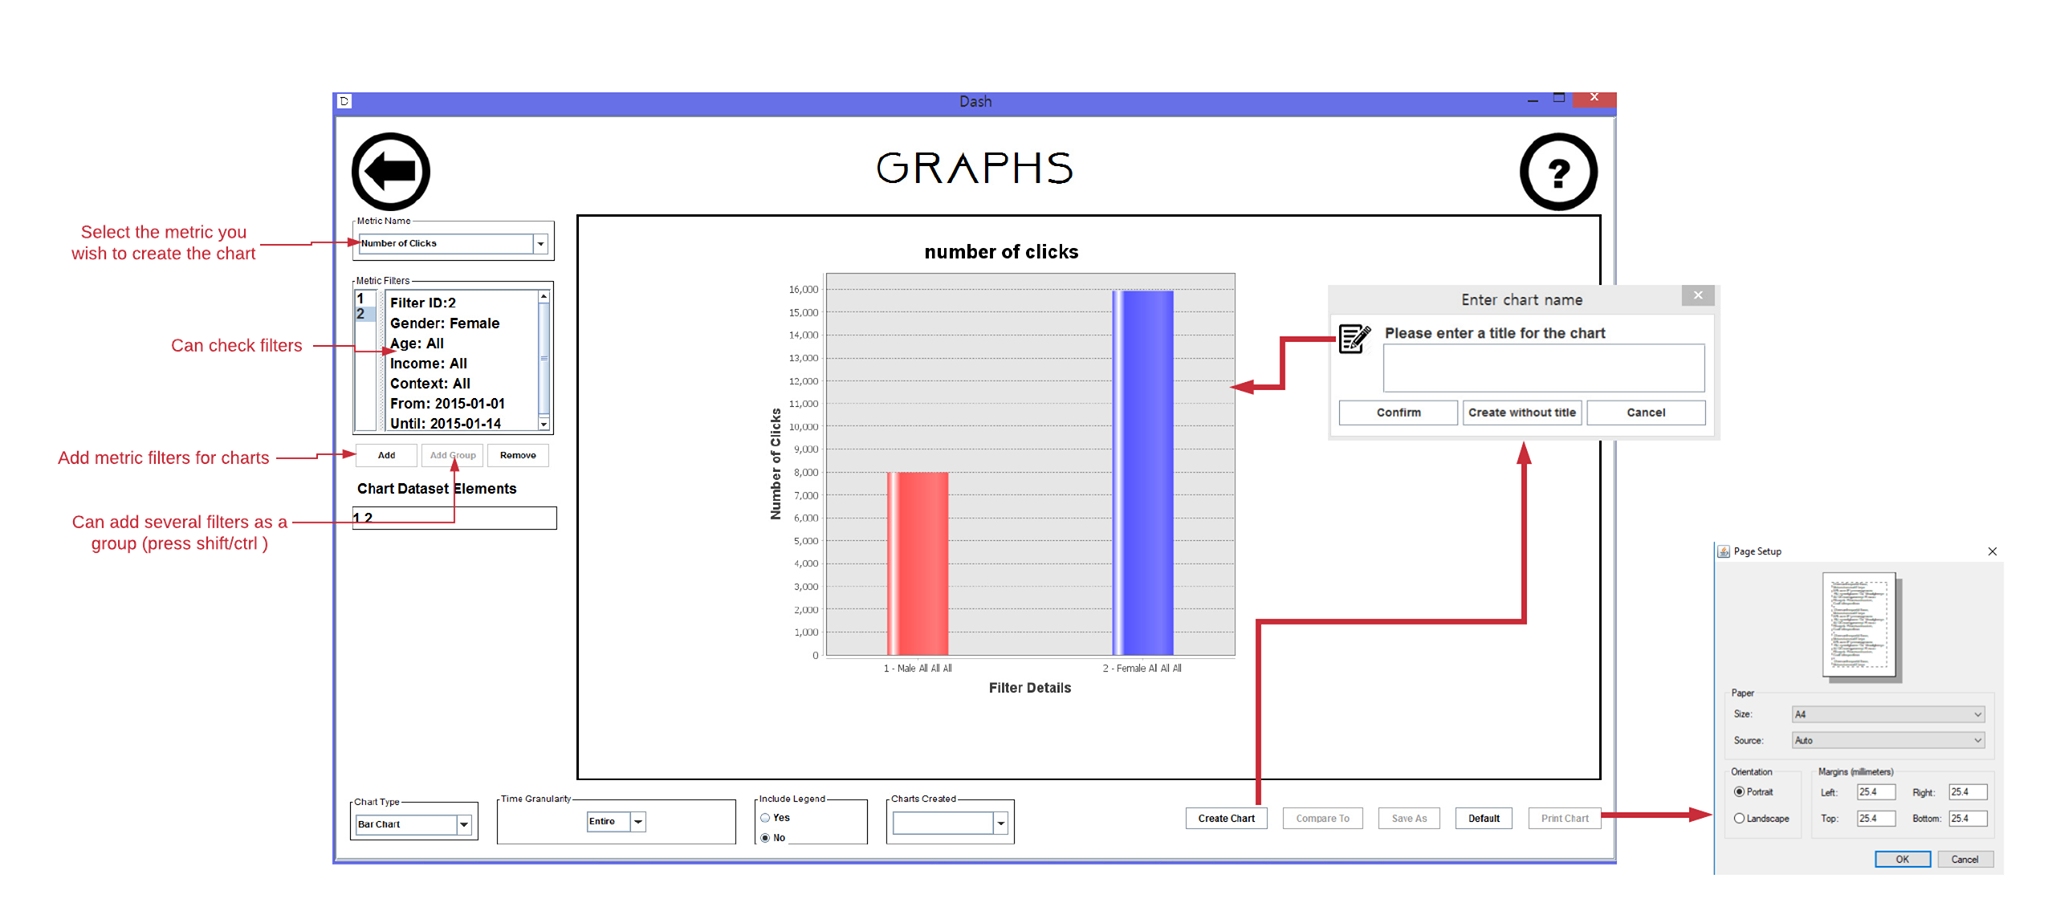 D
Dash
GRAPHS
?
Select the metric you
wish to create the chart
Metric Name
Number of Clicks
Metric Filters
1
2
Filter ID:2
Gender: Female
Age: All
Income: All
Context: All
From: 2015-01-01
Until: 2015-01-14
Can check filters
Add metric filters for charts
Add
Add Group
Remove
Chart Dataset Elements
1 2
Can add several filters as a
group (press shift/ctrl )
number of clicks
16,000
15,000
14,000
13,000
12,000
11,000
10,000
9,000
8,000
7,000
6,000
5,000
4,000
3,000
2,000
1,000
0
Number of Clicks
1 - Male All All All
2 - Female All All All
Filter Details
Enter chart name
Please enter a title for the chart
Confirm
Create without title
Cancel
Chart Type
Bar Chart
Time Granularity
Entire
Include Legend
Yes
No
Charts Created
Create Chart
Compare To
Save As
Default
Print Chart
Page Setup
Paper
Size:
A4
Source:
Auto
Orientation
Portrait
Landscape
Margins (millimeters)
Left: 25.4 Right: 25.4
Top: 25.4 Bottom: 25.4
OK
Cancel